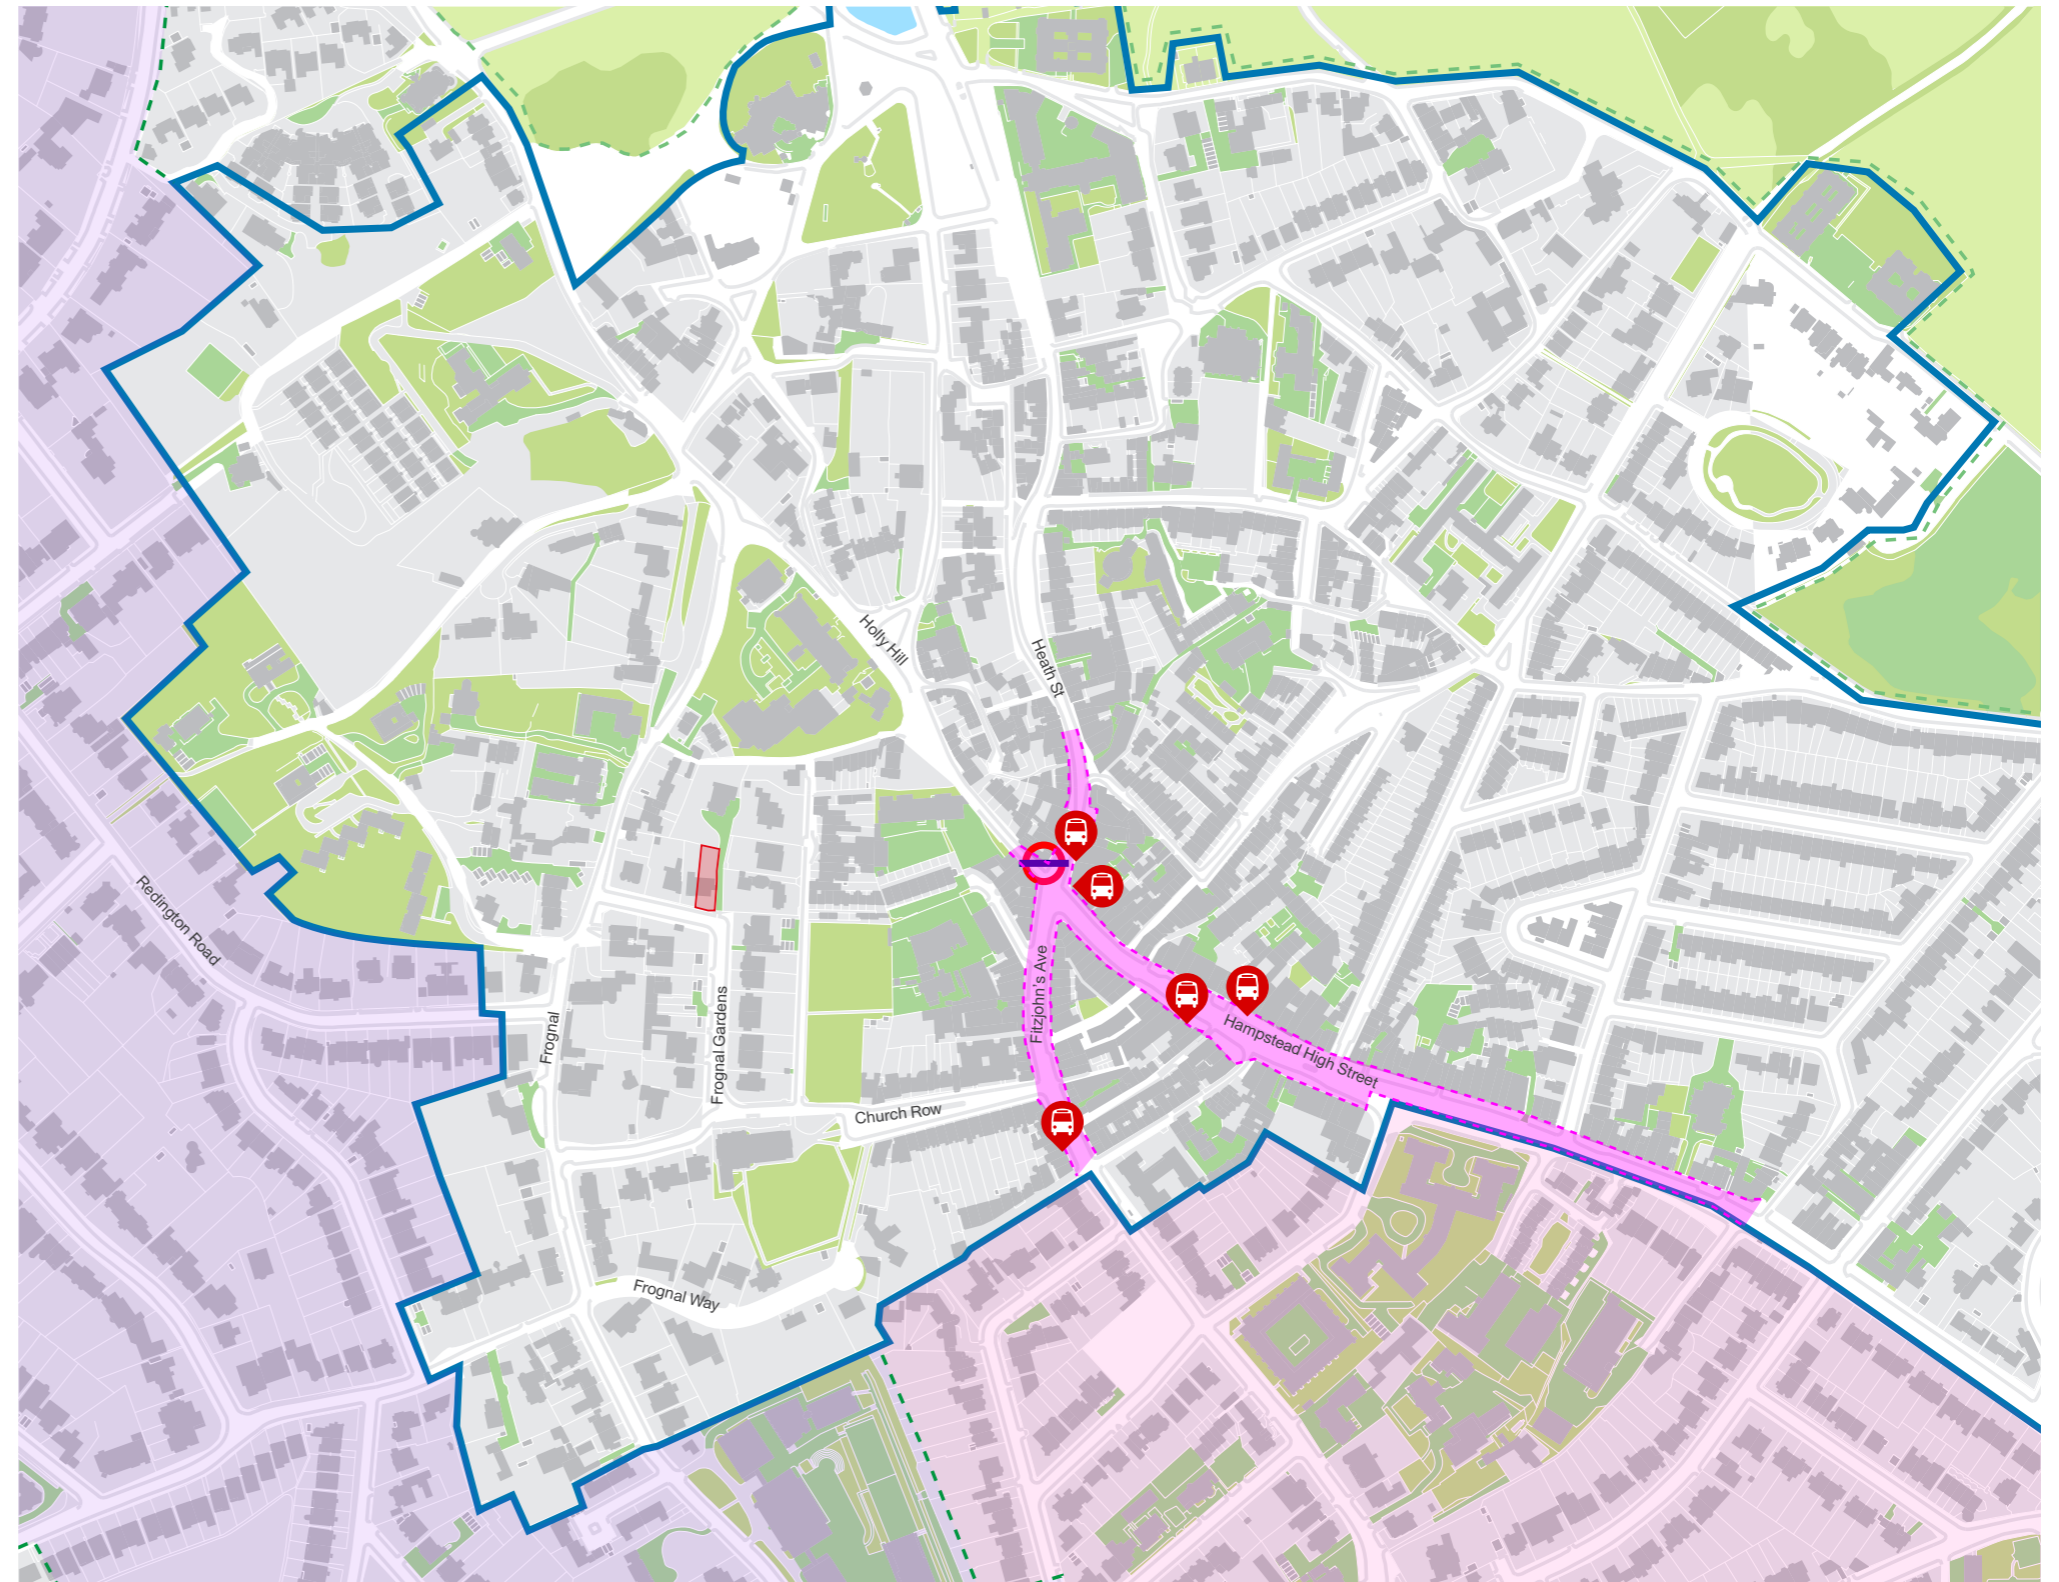 Holly Hill
Heath St
Redington Road
Fitzjohn's Ave
Frognal
Frognal Gardens
Hampstead High Street
Church Row
Frognal Way